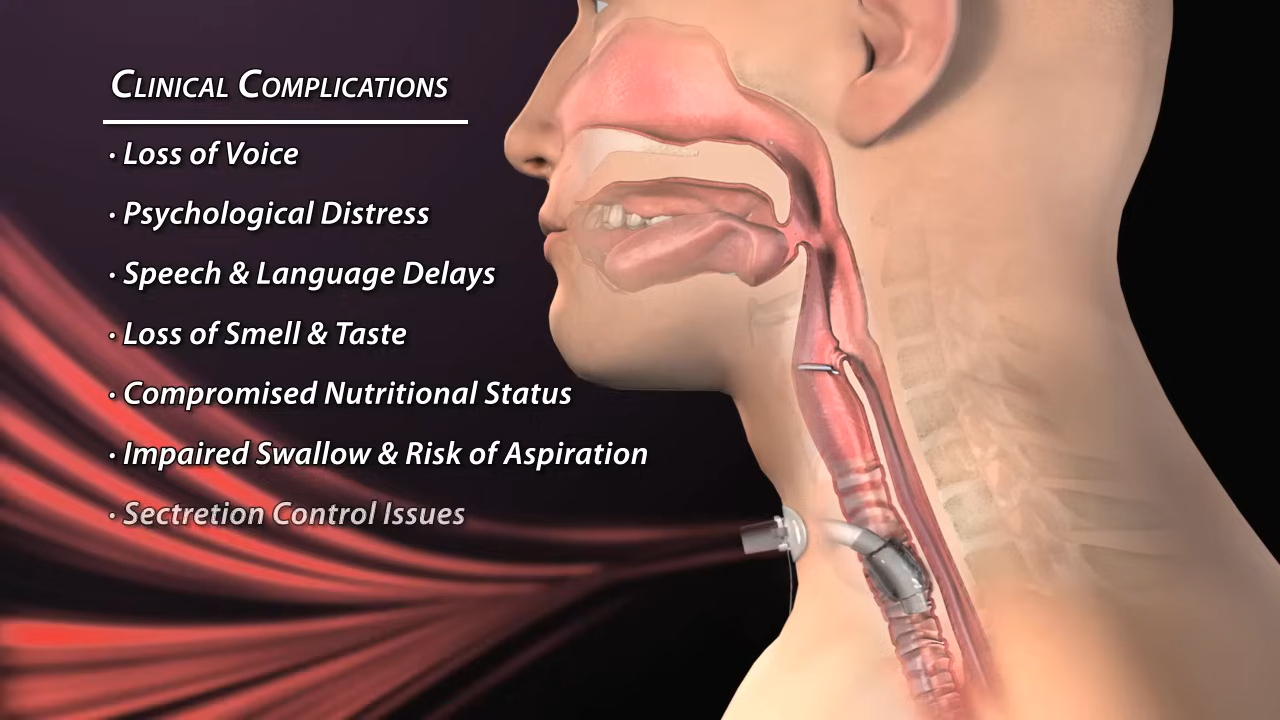 Clinical Complications
· Loss of Voice
· Psychological Distress
· Speech & Language Delays
· Loss of Smell & Taste
· Compromised Nutritional Status
· Impaired Swallow & Risk of Aspiration
· Sectretion Control Issues